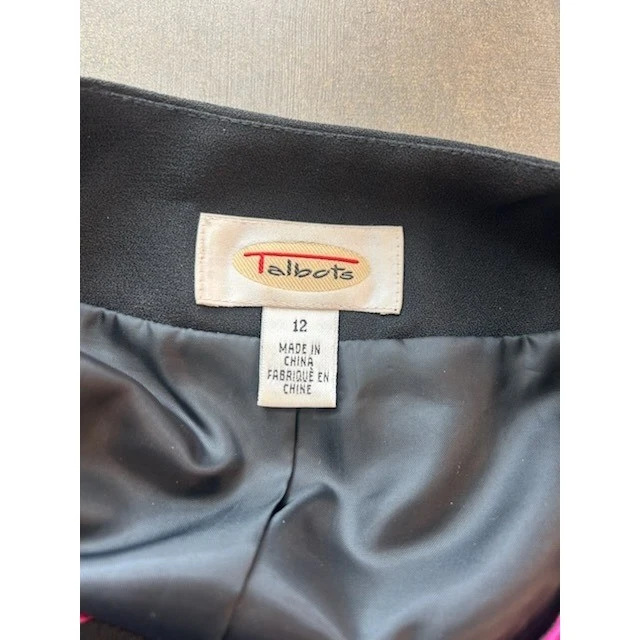 Talbots
12
MADE IN
CHINA
FABRIQUÉ EN
CHINE